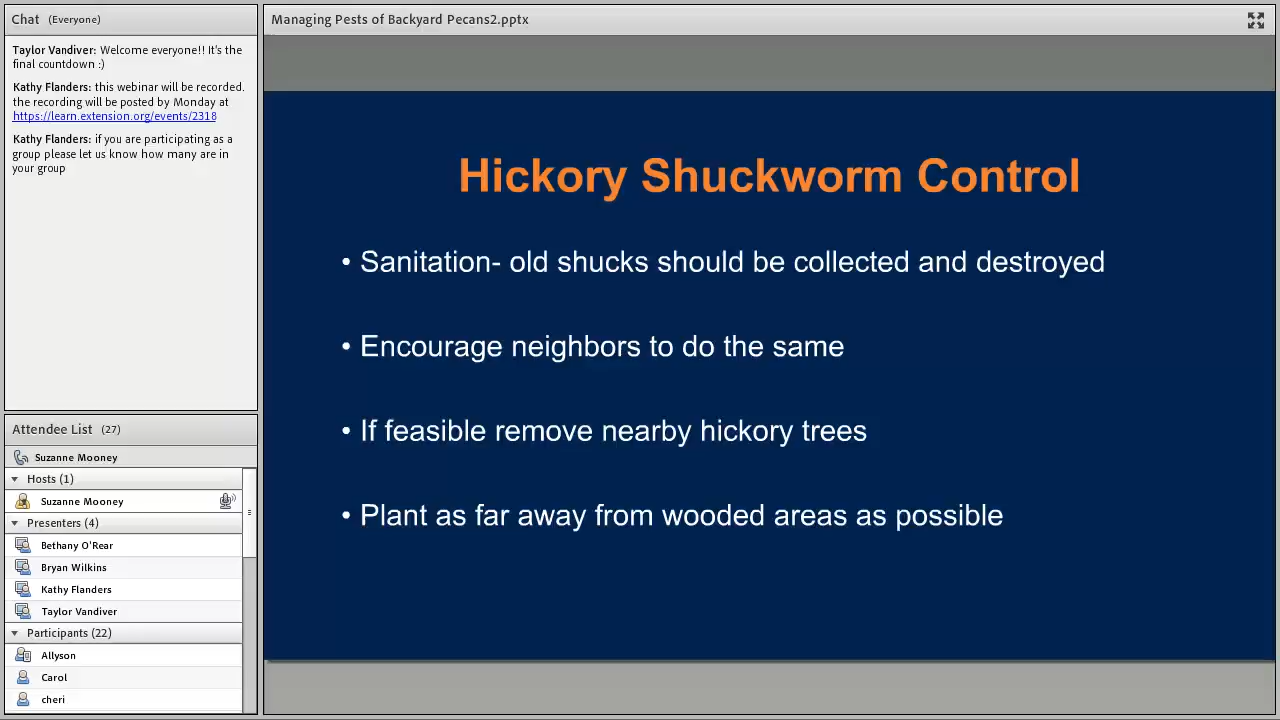 Chat (Everyone)
Taylor Vandiver: Welcome everyone!! It's the
final countdown :)
Kathy Flanders: this webinar will be recorded.
the recording will be posted by Monday at
https://learn.extension.org/events/2318
Kathy Flanders: if you are participating as a
group please let us know how many are in
your group
Attendee List (27)
Suzanne Mooney
Hosts (1)
Suzanne Mooney
Presenters (4)
Bethany O'Rear
Bryan Wilkins
Kathy Flanders
Taylor Vandiver
Participants (22)
Allyson
Carol
cheri
Managing Pests of Backyard Pecans2.pptx
Hickory Shuckworm Control
• Sanitation- old shucks should be collected and destroyed
• Encourage neighbors to do the same
• If feasible remove nearby hickory trees
• Plant as far away from wooded areas as possible